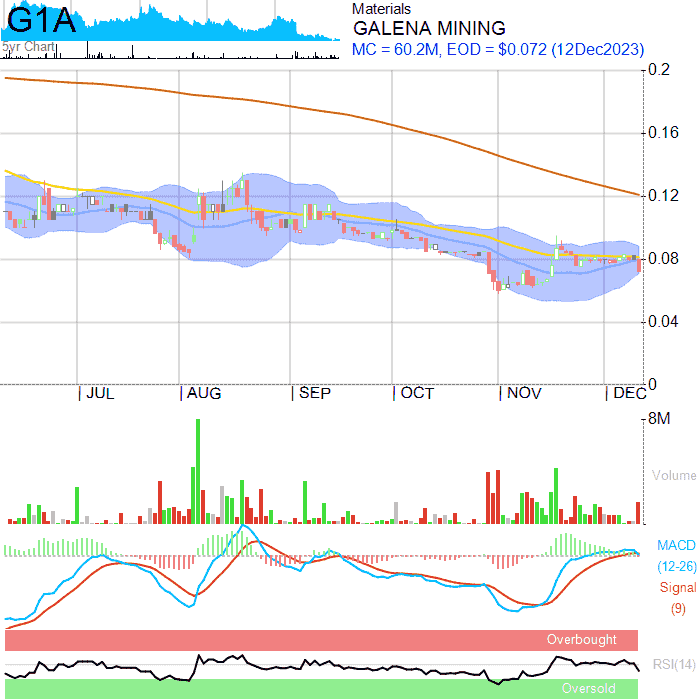 G1A
5yr Chart
Materials
GALENA MINING
MC = 60.2M, EOD = $0.072 (12Dec2023)
0.2
0.16
0.12
0.08
0.04
0
JUL AUG SEP OCT NOV DEC
8M
Volume
MACD
(12-26)
Signal
(9)
Overbought
RSI(14)
Oversold